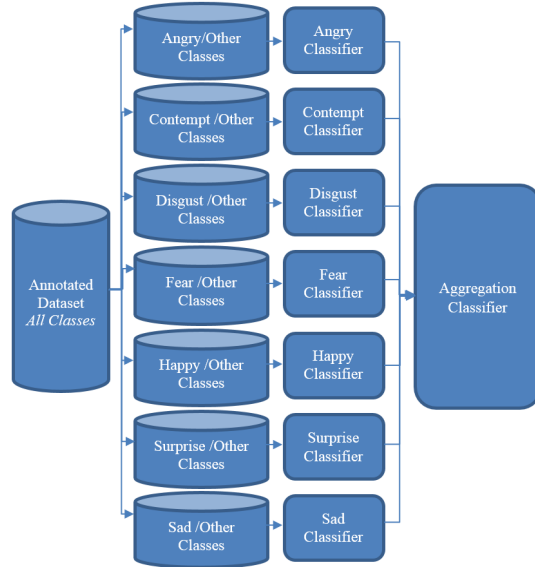 Angry/Other
Classes
Angry
Classifier
Contempt /Other
Classes
Contempt
Classifier
Disgust /Other
Classes
Disgust
Classifier
Annotated
Dataset
All Classes
Fear /Other
Classes
Fear
Classifier
Aggregation
Classifier
Happy /Other
Classes
Happy
Classifier
Surprise /Other
Classes
Surprise
Classifier
Sad /Other
Classes
Sad
Classifier